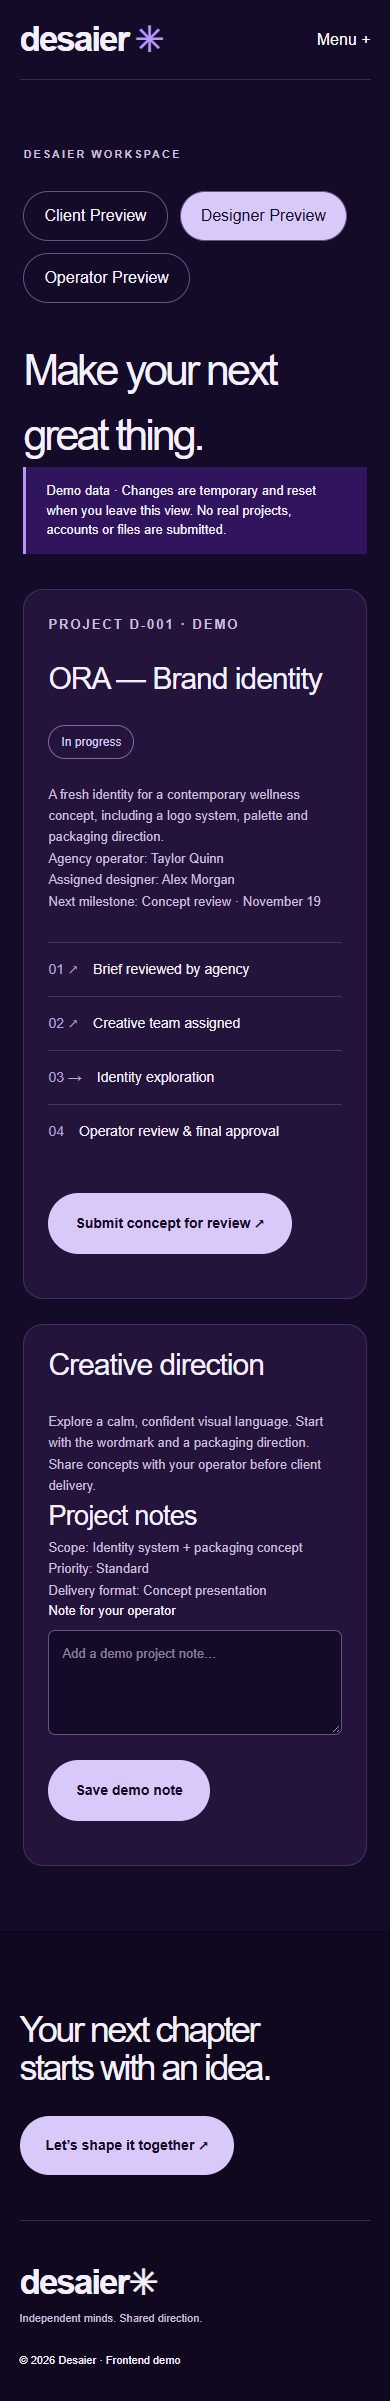 desaier ✳
Menu +
DESAIER WORKSPACE
Client Preview
Designer Preview
Operator Preview
Make your next
great thing.
Demo data · Changes are temporary and reset
when you leave this view. No real projects,
accounts or files are submitted.
PROJECT D-001 · DEMO
ORA — Brand identity
In progress
A fresh identity for a contemporary wellness
concept, including a logo system, palette and
packaging direction.
Agency operator: Taylor Quinn
Assigned designer: Alex Morgan
Next milestone: Concept review · November 19
01 ↗ Brief reviewed by agency
02 ↗ Creative team assigned
03 → Identity exploration
04 Operator review & final approval
Submit concept for review ↗
Creative direction
Explore a calm, confident visual language. Start
with the wordmark and a packaging direction.
Share concepts with your operator before client
delivery.
Project notes
Scope: Identity system + packaging concept
Priority: Standard
Delivery format: Concept presentation
Note for your operator
Add a demo project note...
Save demo note
Your next chapter
starts with an idea.
Let's shape it together ↗
desaier✳
Independent minds. Shared direction.
© 2026 Desaier · Frontend demo